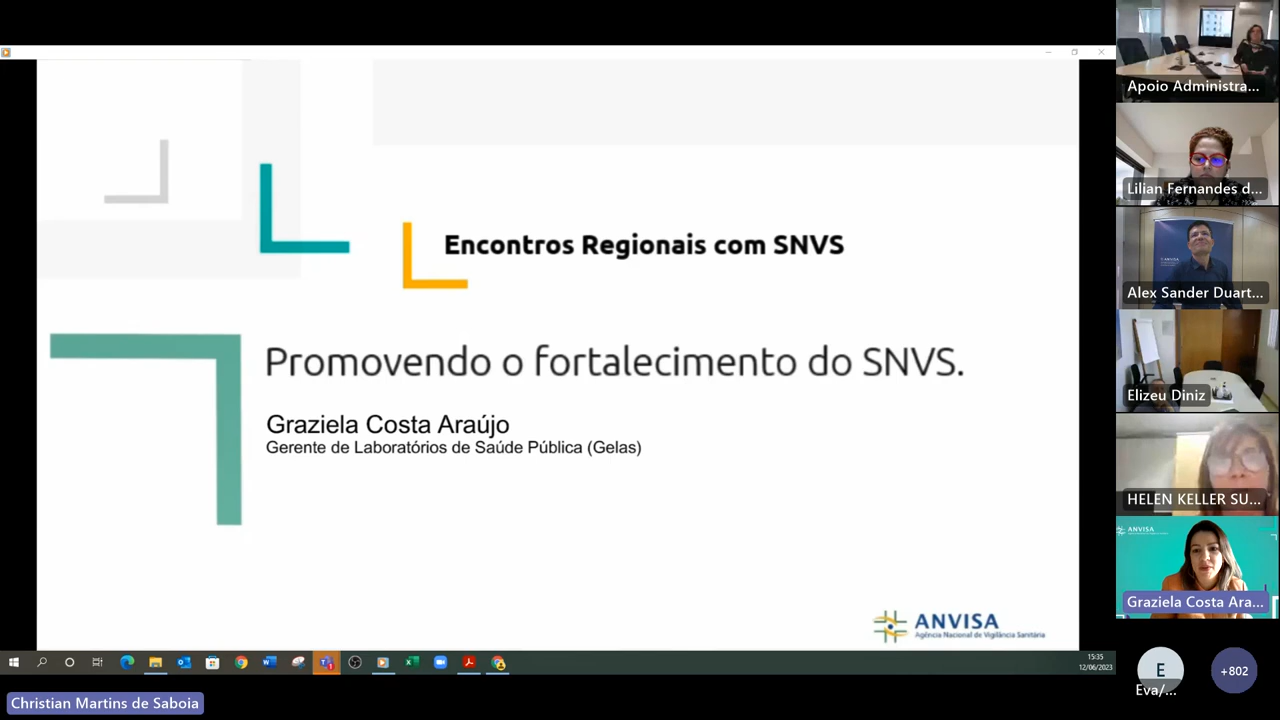 Encontros Regionais com SNVS
Promovendo o fortalecimento do SNVS.
Graziela Costa Araújo
Gerente de Laboratórios de Saúde Pública (Gelas)
ANVISA
Agência Nacional de Vigilância Sanitária
15:35
12/06/2023
Christian Martins de Saboia
Apoio Administra...
Lilian Fernandes d...
ANVISA
Alex Sander Duart...
Elizeu Diniz
HELEN KELLER SU...
ANVISA
Graziela Costa Ara...
E
Eva/...
+802